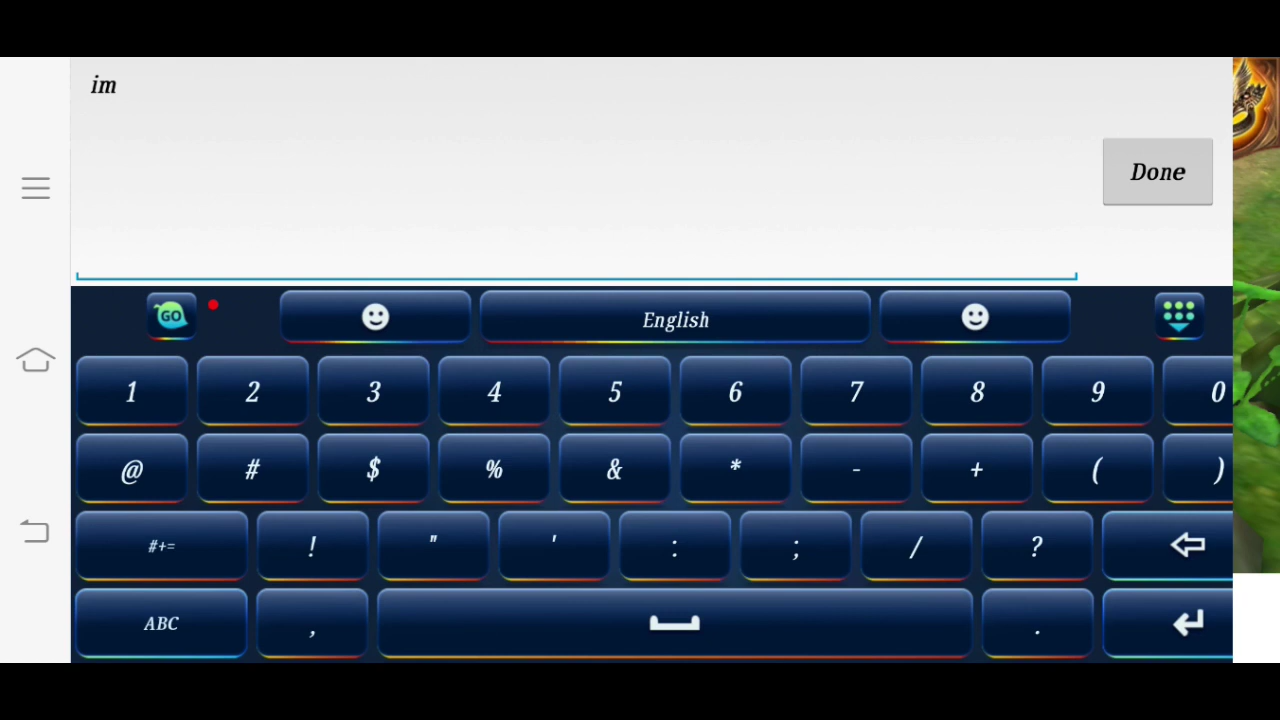 im
Done
GO
English
1 2 3 4 5 6 7 8 9 0
@ # $ % & * - + ( )
#+= ! " ' : ; / ?
ABC , .